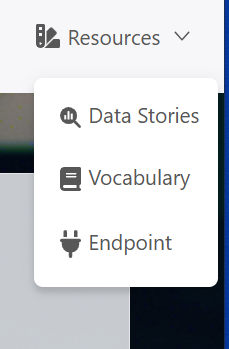 Resources
Data Stories
Vocabulary
Endpoint